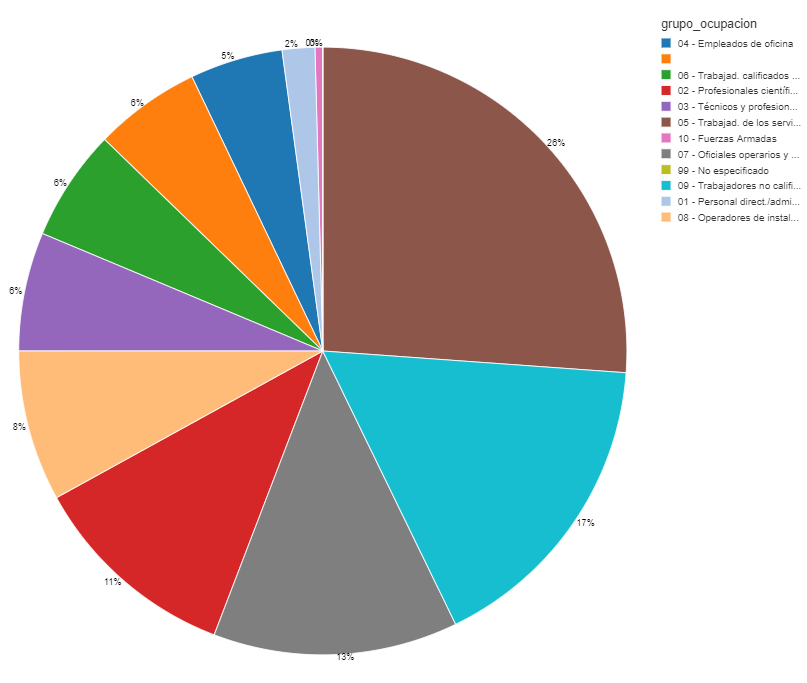 grupo_ocupacion
04 - Empleados de oficina
06 - Trabajad. calificados ...
02 - Profesionales científi...
03 - Técnicos y profesion...
05 - Trabajad. de los servi...
10 - Fuerzas Armadas
07 - Oficiales operarios y ...
99 - No especificado
09 - Trabajadores no califi...
01 - Personal direct./admi...
08 - Operadores de instal...
26%
17%
13%
11%
8%
6%
6%
6%
5%
2%